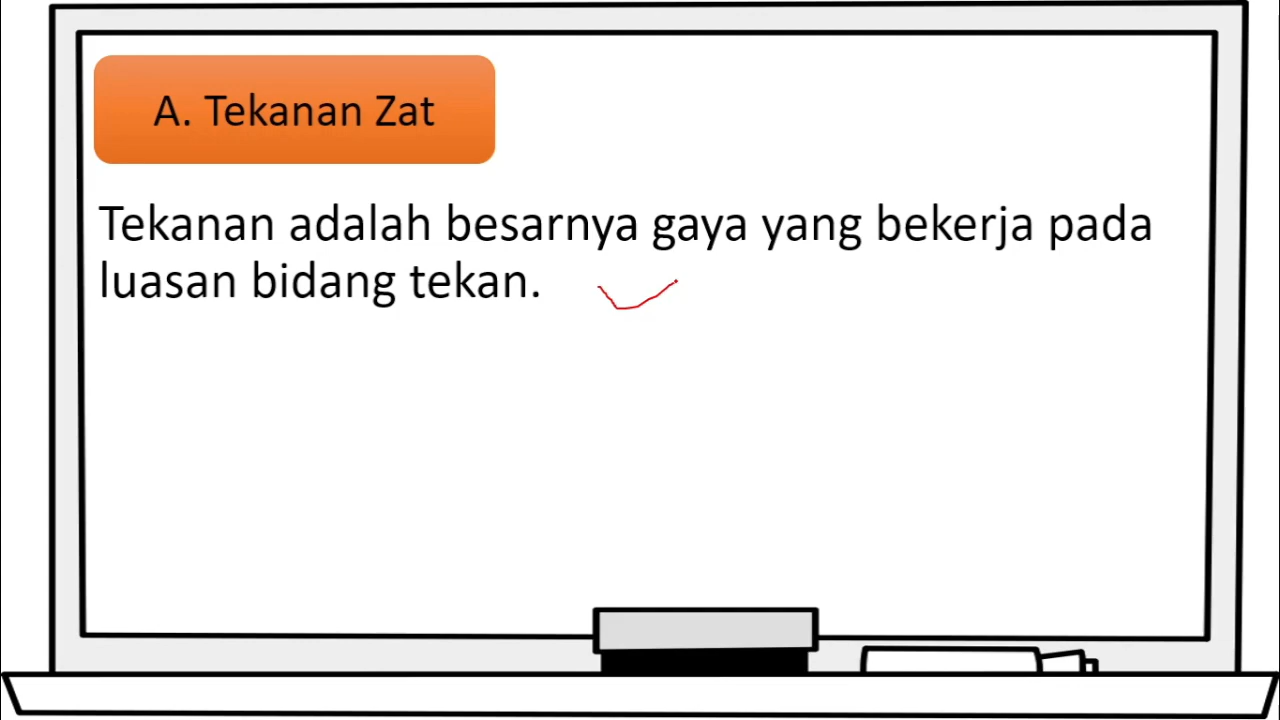 A. Tekanan Zat
Tekanan adalah besarnya gaya yang bekerja pada
luasan bidang tekan.